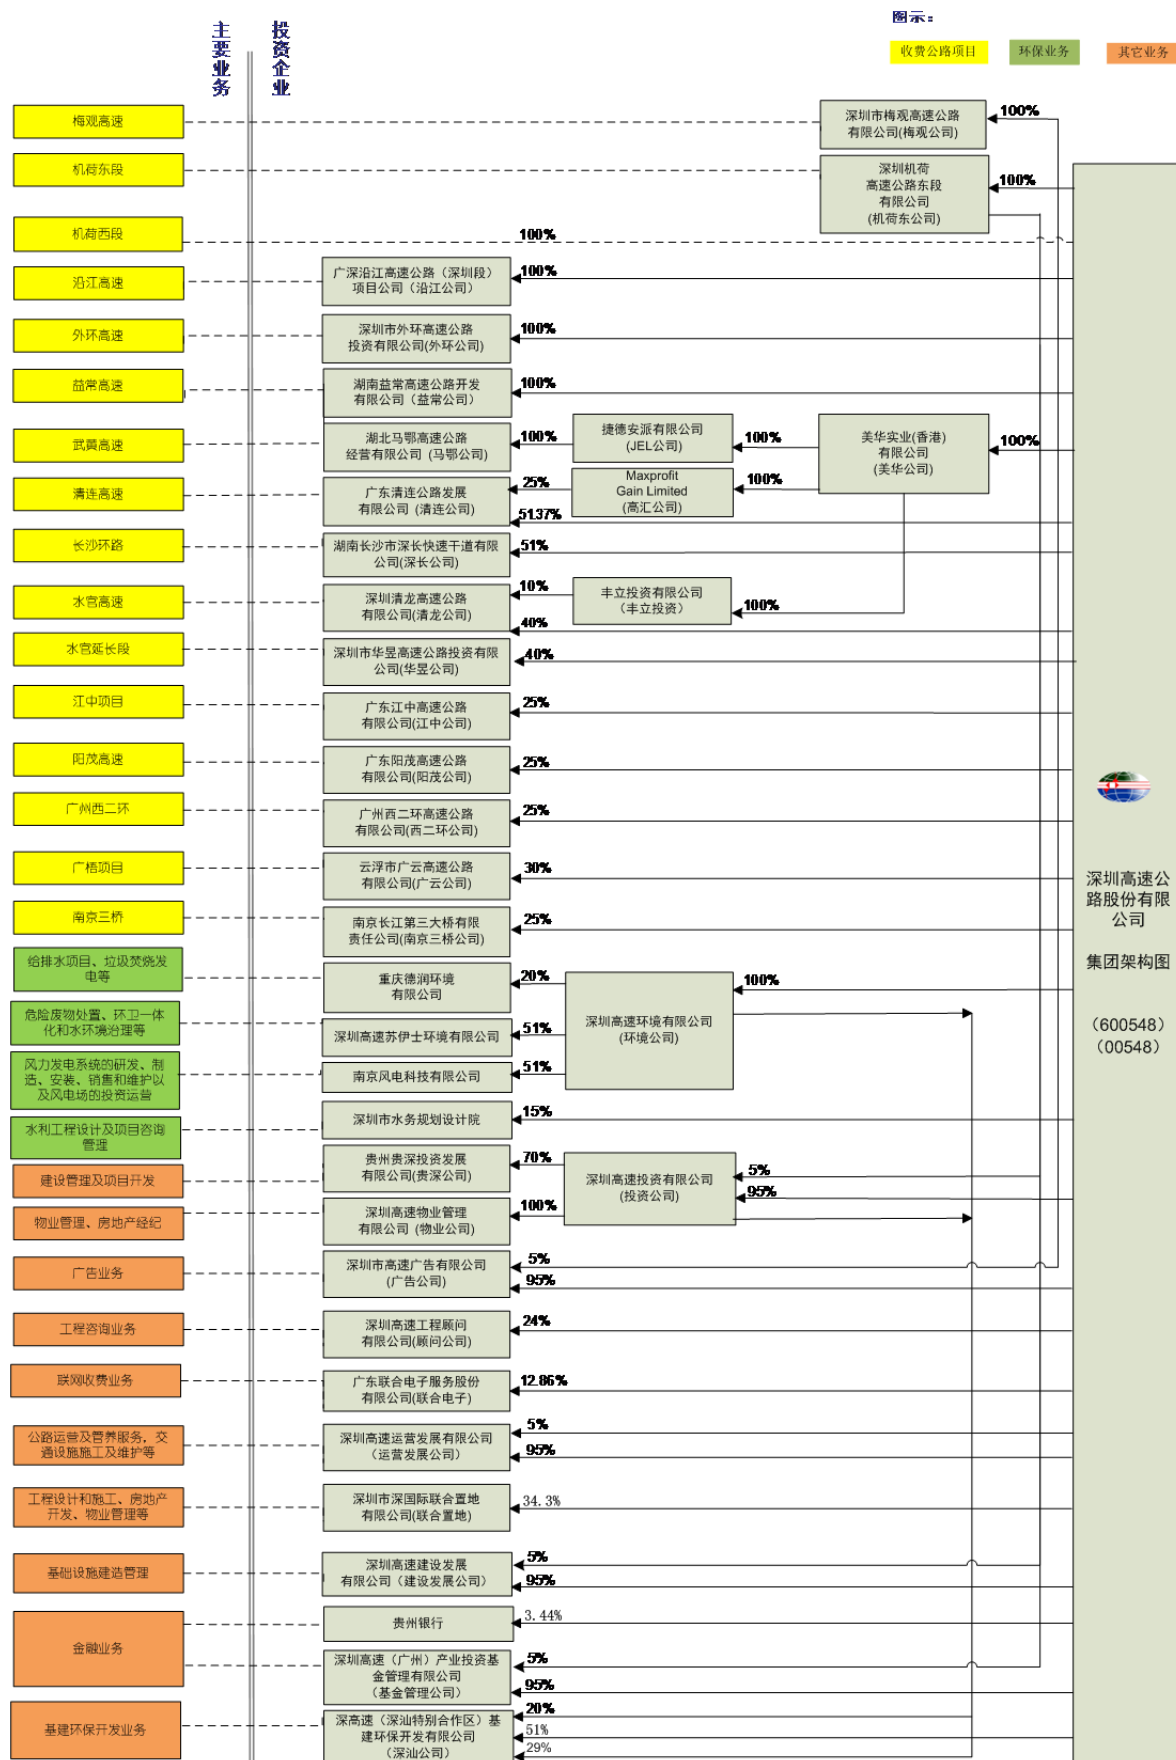 图示：
收费公路项目
环保业务
其它业务
主要业务
投资企业
梅观高速
深圳市梅观高速公路
有限公司(梅观公司)
100%
机荷东段
深圳机荷
高速公路东段
有限公司
(机荷东公司)
100%
机荷西段
100%
沿江高速
广深沿江高速公路（深圳段）
项目公司（沿江公司）
100%
外环高速
深圳市外环高速公路
投资有限公司(外环公司)
100%
益常高速
湖南益常高速公路开发
有限公司（益常公司）
100%
武黄高速
湖北马鄂高速公路
经营有限公司 (马鄂公司)
100%
捷德安派有限公司
(JEL公司)
100%
美华实业(香港)
有限公司
(美华公司)
100%
清连高速
广东清连公路发展
有限公司 (清连公司)
25%
51.37%
Maxprofit
Gain Limited
(高汇公司)
100%
长沙环路
湖南长沙市深长快速干道有限
公司(深长公司)
51%
水官高速
深圳清龙高速公路
有限公司(清龙公司)
10%
40%
丰立投资有限公司
（丰立投资）
100%
水官延长段
深圳市华昱高速公路投资有限
公司(华昱公司)
40%
江中项目
广东江中高速公路
有限公司(江中公司)
25%
阳茂高速
广东阳茂高速公路
有限公司(阳茂公司)
25%
广州西二环
广州西二环高速公路
有限公司(西二环公司)
25%
广梧项目
云浮市广云高速公路
有限公司(广云公司)
30%
南京三桥
南京长江第三大桥有限
责任公司(南京三桥公司)
25%
深圳高速公
路股份有限
公司
集团架构图
（600548）
（00548）
给排水项目、垃圾焚烧发
电等
重庆德润环境
有限公司
20%
深圳高速环境有限公司
(环境公司)
100%
危险废物处置、环卫一体
化和水环境治理等
深圳高速苏伊士环境有限公司
51%
风力发电系统的研发、制
造、安装、销售和维护以
及风电场的投资运营
南京风电科技有限公司
51%
水利工程设计及项目咨询
管理
深圳市水务规划设计院
15%
建设管理及项目开发
贵州贵深投资发展
有限公司(贵深公司)
70%
深圳高速投资有限公司
(投资公司)
5%
95%
物业管理、房地产经纪
深圳高速物业管理
有限公司 (物业公司)
100%
广告业务
深圳市高速广告有限公司
(广告公司)
5%
95%
工程咨询业务
深圳高速工程顾问
有限公司(顾问公司)
24%
联网收费业务
广东联合电子服务股份
有限公司(联合电子)
12.86%
公路运营及管养服务，交
通设施施工及维护等
深圳高速运营发展有限公司
（运营发展公司）
5%
95%
工程设计和施工、房地产
开发、物业管理等
深圳市深国际联合置地
有限公司(联合置地)
34.3%
基础设施建造管理
深圳高速建设发展
有限公司（建设发展公司）
5%
95%
金融业务
贵州银行
3.44%
深圳高速（广州）产业投资基
金管理有限公司
（基金管理公司）
5%
95%
基建环保开发业务
深高速（深汕特别合作区）基
建环保开发有限公司
（深汕公司）
20%
51%
29%